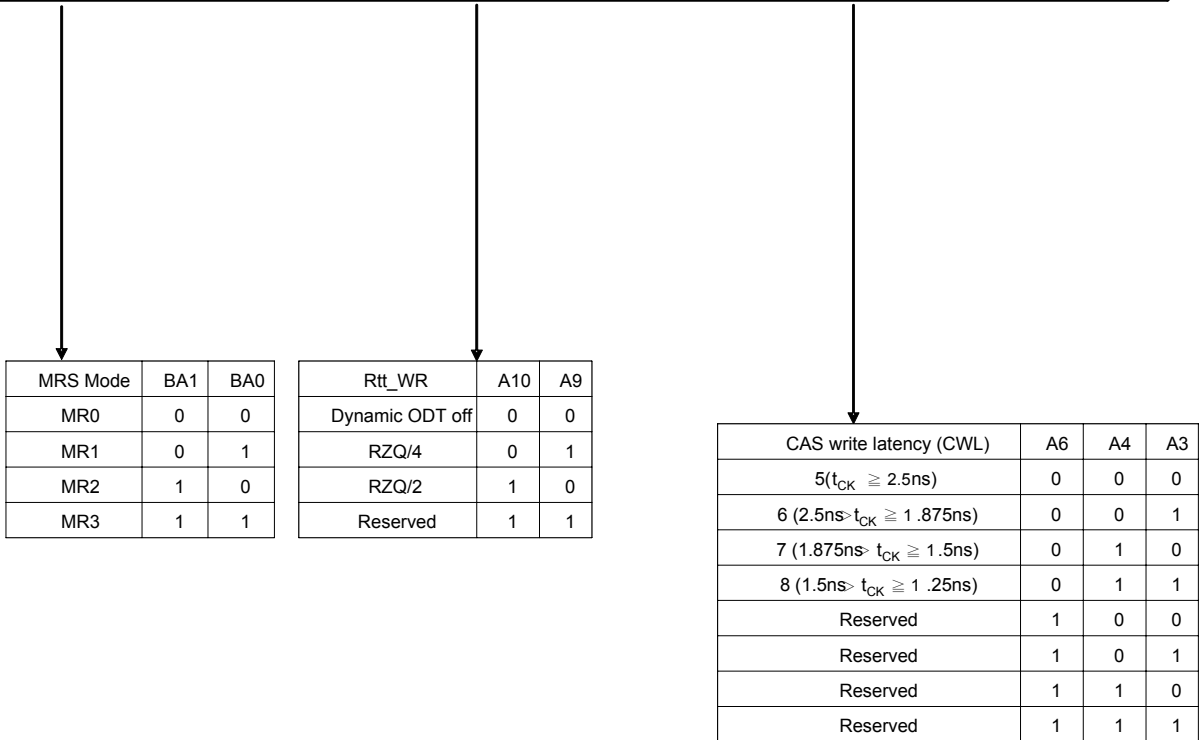 MRS Mode BA1 BA0
MR0 0 0
MR1 0 1
MR2 1 0
MR3 1 1
Rtt_WR A10 A9
Dynamic ODT off 0 0
RZQ/4 0 1
RZQ/2 1 0
Reserved 1 1
CAS write latency (CWL) A6 A4 A3
5(tCK ≧ 2.5ns) 0 0 0
6 (2.5ns>tCK ≧ 1 .875ns) 0 0 1
7 (1.875ns> tCK ≧ 1.5ns) 0 1 0
8 (1.5ns> tCK ≧ 1 .25ns) 0 1 1
Reserved 1 0 0
Reserved 1 0 1
Reserved 1 1 0
Reserved 1 1 1